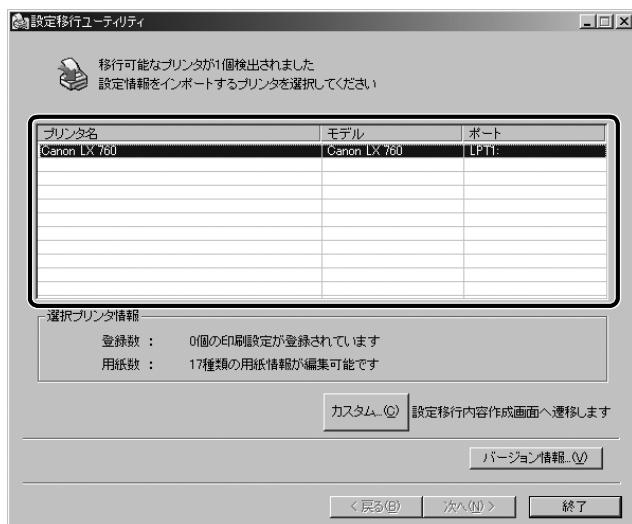 設定移行ユーティリティ
移行可能なプリンタが1個検出されました
設定情報をインポートするプリンタを選択してください
プリンタ名 モデル ポート
Canon LX 760 Canon LX 760 LPT1:
選択プリンタ情報
登録数 : 0個の印刷設定が登録されています
用紙数 : 17種類の用紙情報が編集可能です
カスタム...(C) 設定移行内容作成画面へ遷移します
バージョン情報...(V)
< 戻る(B) 次へ(N) > 終了